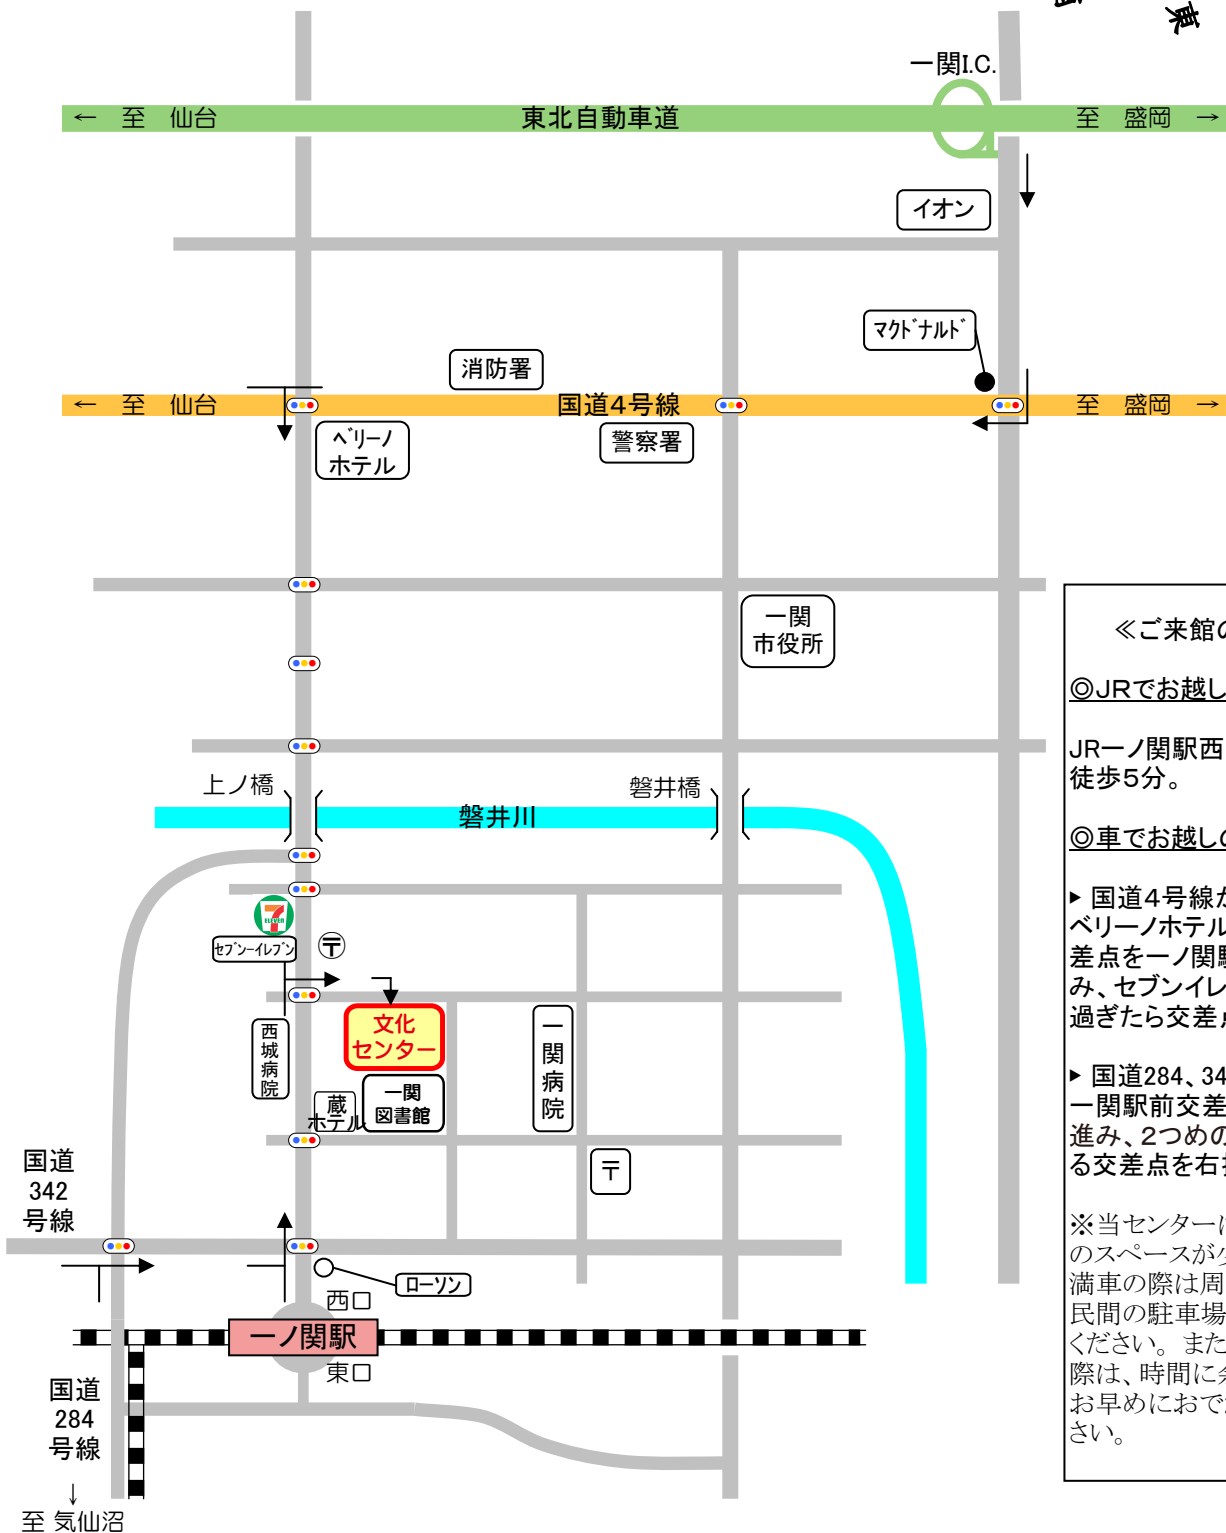 東
一関I.C.
← 至 仙台
東北自動車道
至 盛岡 →
イオン
マクドナルド
消防署
← 至 仙台
国道4号線
至 盛岡 →
ベリーノ
ホテル
警察署
一関
市役所
上ノ橋
磐井橋
磐井川
7
ELEVEN
セブン-イレブン
〒
文化
センター
西城病院
一関病院
蔵
ホテル
一関
図書館
〒
国道
342
号線
ローソン
西口
一ノ関駅
東口
国道
284
号線
↓
至 気仙沼
≪ご来館の
◎JRでお越し
JR一ノ関駅西
徒歩5分。
◎車でお越しの
▶ 国道4号線か
ベリーノホテル
差点を一ノ関駅
み、セブンイレ
過ぎたら交差点
▶ 国道284、34
一関駅前交差
進み、2つめの
る交差点を右折
※当センターに
のスペースが少
満車の際は周
民間の駐車場
ください。また
際は、時間に余
お早めにおで
さい。